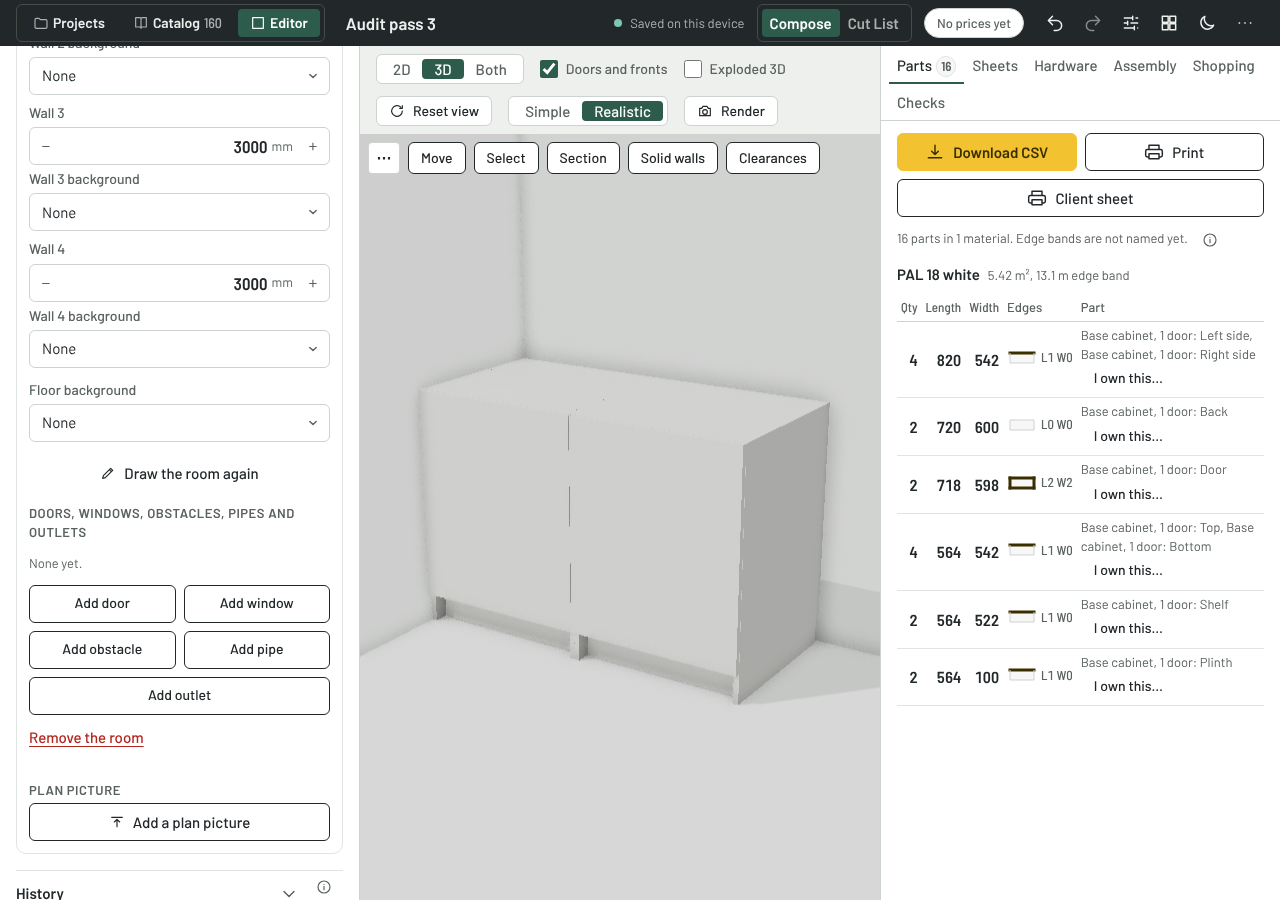 Projects
Catalog 160
Editor
Audit pass 3
Saved on this device
Compose
Cut List
No prices yet
None
Wall 3
− 3000 mm +
Wall 3 background
None
Wall 4
− 3000 mm +
Wall 4 background
None
Floor background
None
Draw the room again
DOORS, WINDOWS, OBSTACLES, PIPES AND
OUTLETS
None yet.
Add door
Add window
Add obstacle
Add pipe
Add outlet
Remove the room
PLAN PICTURE
Add a plan picture
History
2D
3D
Both
Doors and fronts
Exploded 3D
Reset view
Simple
Realistic
Render
Move
Select
Section
Solid walls
Clearances
Parts 16
Sheets
Hardware
Assembly
Shopping
Checks
Download CSV
Print
Client sheet
16 parts in 1 material. Edge bands are not named yet.
PAL 18 white 5.42 m², 13.1 m edge band
Qty Length Width Edges Part
4 820 542 L1 W0 Base cabinet, 1 door: Left side,
Base cabinet, 1 door: Right side
I own this...
2 720 600 L0 W0 Base cabinet, 1 door: Back
I own this...
2 718 598 L2 W2 Base cabinet, 1 door: Door
I own this...
4 564 542 L1 W0 Base cabinet, 1 door: Top, Base
cabinet, 1 door: Bottom
I own this...
2 564 522 L1 W0 Base cabinet, 1 door: Shelf
I own this...
2 564 100 L1 W0 Base cabinet, 1 door: Plinth
I own this...